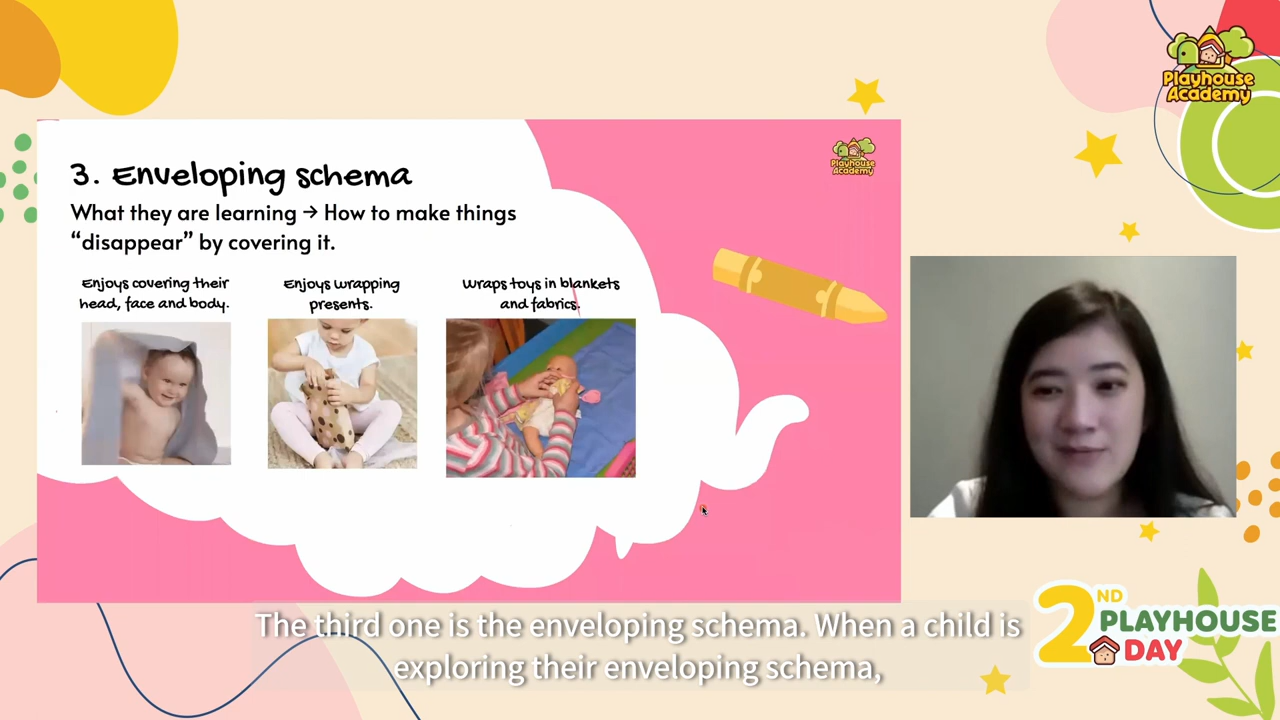 Playhouse
Academy
Playhouse
Academy
3. Enveloping schema
What they are learning → How to make things
“disappear” by covering it.
Enjoys covering their
head, face and body.
Enjoys wrapping
presents.
Wraps toys in blankets
and fabrics.
The third one is the enveloping schema. When a child is
exploring their enveloping schema,
2ND PLAYHOUSE
DAY